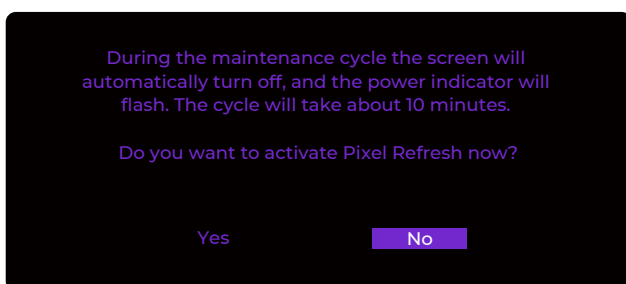 During the maintenance cycle the screen will
automatically turn off, and the power indicator will
flash. The cycle will take about 10 minutes.
Do you want to activate Pixel Refresh now?
Yes
No